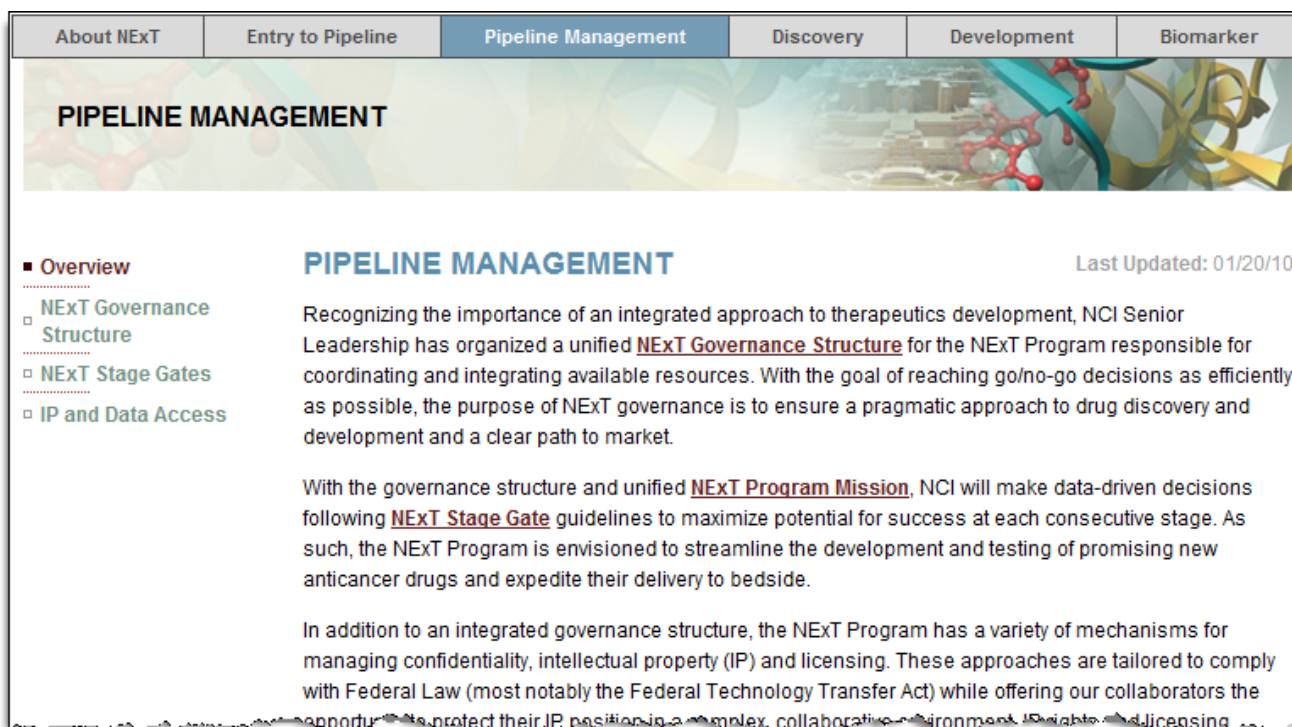 About NExT Entry to Pipeline Pipeline Management Discovery Development Biomarker
PIPELINE MANAGEMENT
Overview
NExT Governance
Structure
NExT Stage Gates
IP and Data Access
PIPELINE MANAGEMENT
Last Updated: 01/20/10
Recognizing the importance of an integrated approach to therapeutics development, NCI Senior
Leadership has organized a unified NExT Governance Structure for the NExT Program responsible for
coordinating and integrating available resources. With the goal of reaching go/no-go decisions as efficiently
as possible, the purpose of NExT governance is to ensure a pragmatic approach to drug discovery and
development and a clear path to market.
With the governance structure and unified NExT Program Mission, NCI will make data-driven decisions
following NExT Stage Gate guidelines to maximize potential for success at each consecutive stage. As
such, the NExT Program is envisioned to streamline the development and testing of promising new
anticancer drugs and expedite their delivery to bedside.
In addition to an integrated governance structure, the NExT Program has a variety of mechanisms for
managing confidentiality, intellectual property (IP) and licensing. These approaches are tailored to comply
with Federal Law (most notably the Federal Technology Transfer Act) while offering our collaborators the
protect their IP position in a complex, collaborative licensing